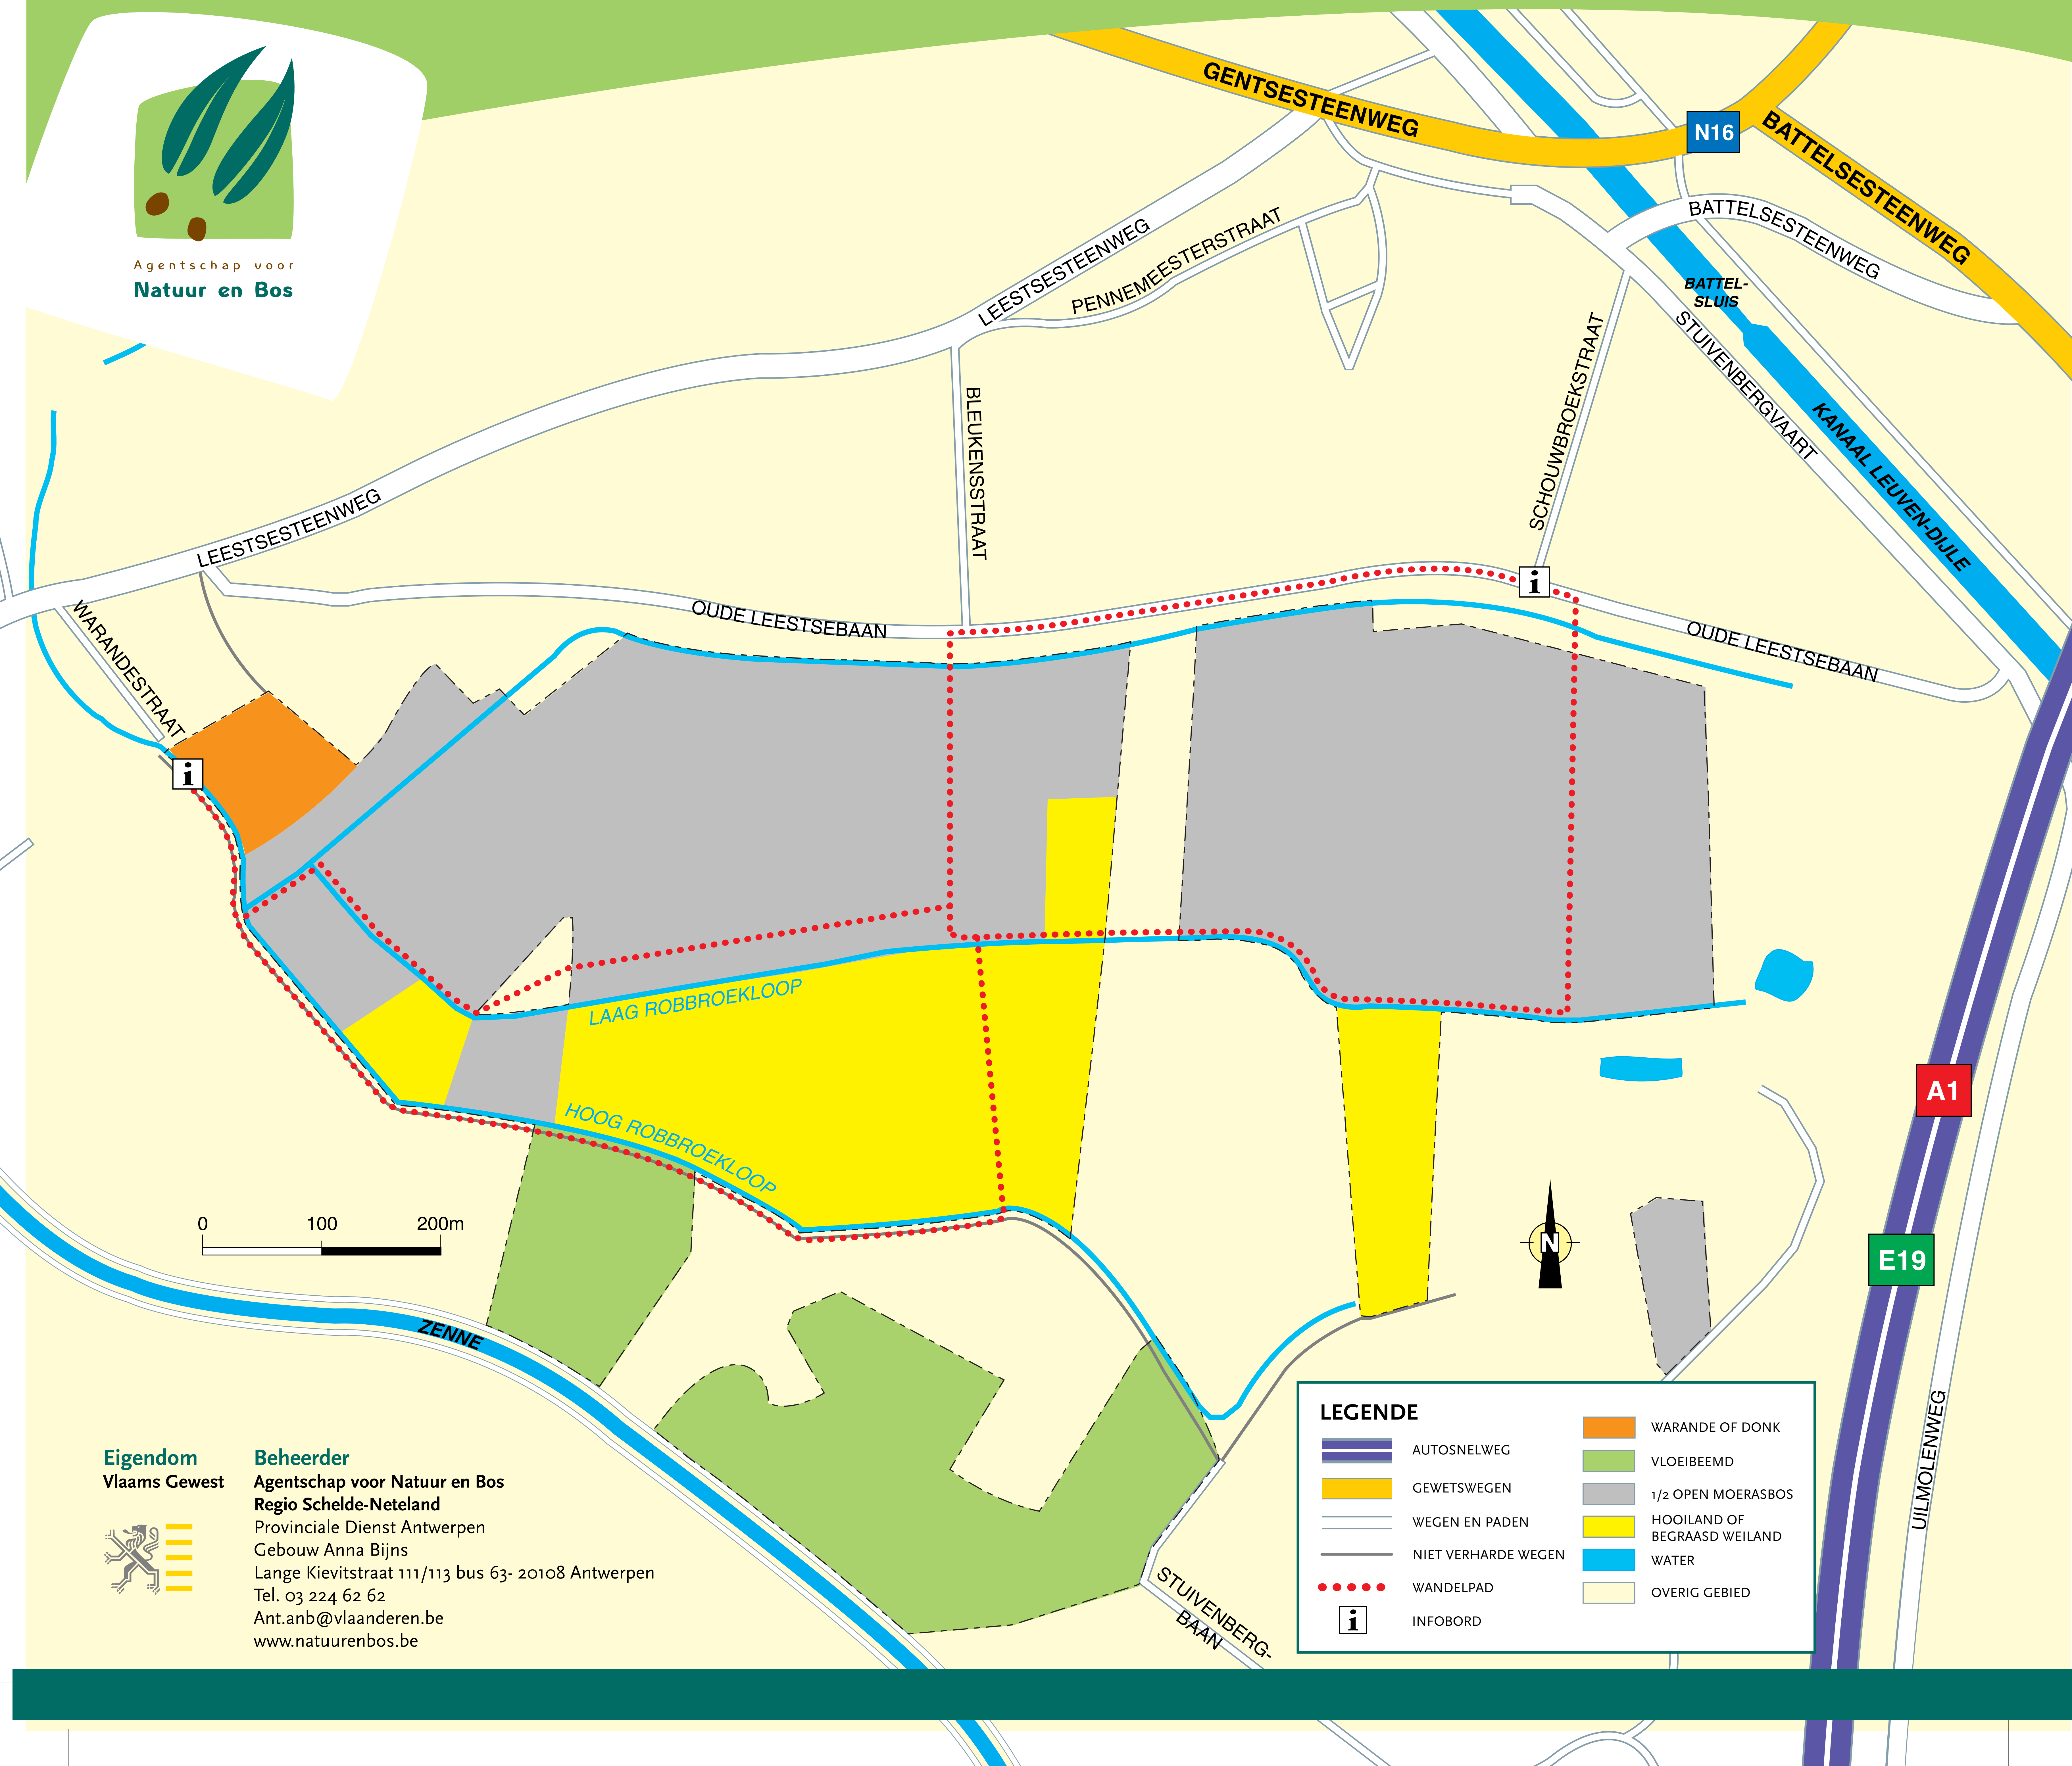 Agentschap voor
Natuur en Bos
GENTSESTEENWEG
N16
BATTELSESTEENWEG
BATTELSESTEENWEG
LEESTSESTEENWEG
PENNEMEESTERSTRAAT
BATTEL-
SLUIS
STUIVENBERGVAART
KANAAL LEUVEN-DIJLE
SCHOUWBROEKSTRAAT
BLEUKENSSTRAAT
LEESTSESTEENWEG
WARANDESTRAAT
OUDE LEESTSEBAAN
i
OUDE LEESTSEBAAN
i
LAAG ROBBROEKLOOP
HOOG ROBBROEKLOOP
A1
E19
N
0 100 200m
ZENNE
UILMOLENWEG
STUIVENBERG-
BAAN
Eigendom
Vlaams Gewest
Beheerder
Agentschap voor Natuur en Bos
Regio Schelde-Neteland
Provinciale Dienst Antwerpen
Gebouw Anna Bijns
Lange Kievitstraat 111/113 bus 63- 20108 Antwerpen
Tel. 03 224 62 62
Ant.anb@vlaanderen.be
www.natuurenbos.be
LEGENDE
AUTOSNELWEG
GEWETSWEGEN
WEGEN EN PADEN
NIET VERHARDE WEGEN
WANDELPAD
i INFOBORD
WARANDE OF DONK
VLOEIBEEMD
1/2 OPEN MOERASBOS
HOOILAND OF
BEGRAASD WEILAND
WATER
OVERIG GEBIED